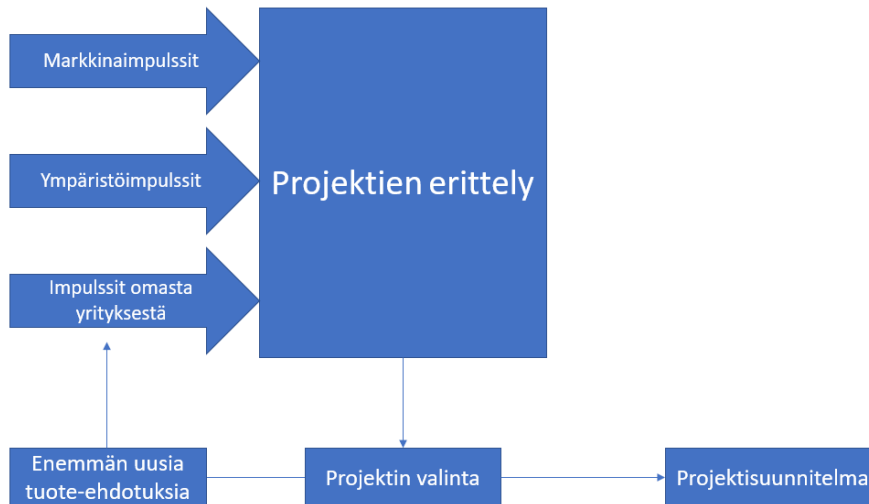 Markkinaimpulssit
Ympäristöimpulssit
Projektien erittely
Impulssit omasta
yrityksestä
Enemmän uusia
tuote-ehdotuksia
Projektin valinta
Projektisuunnitelma